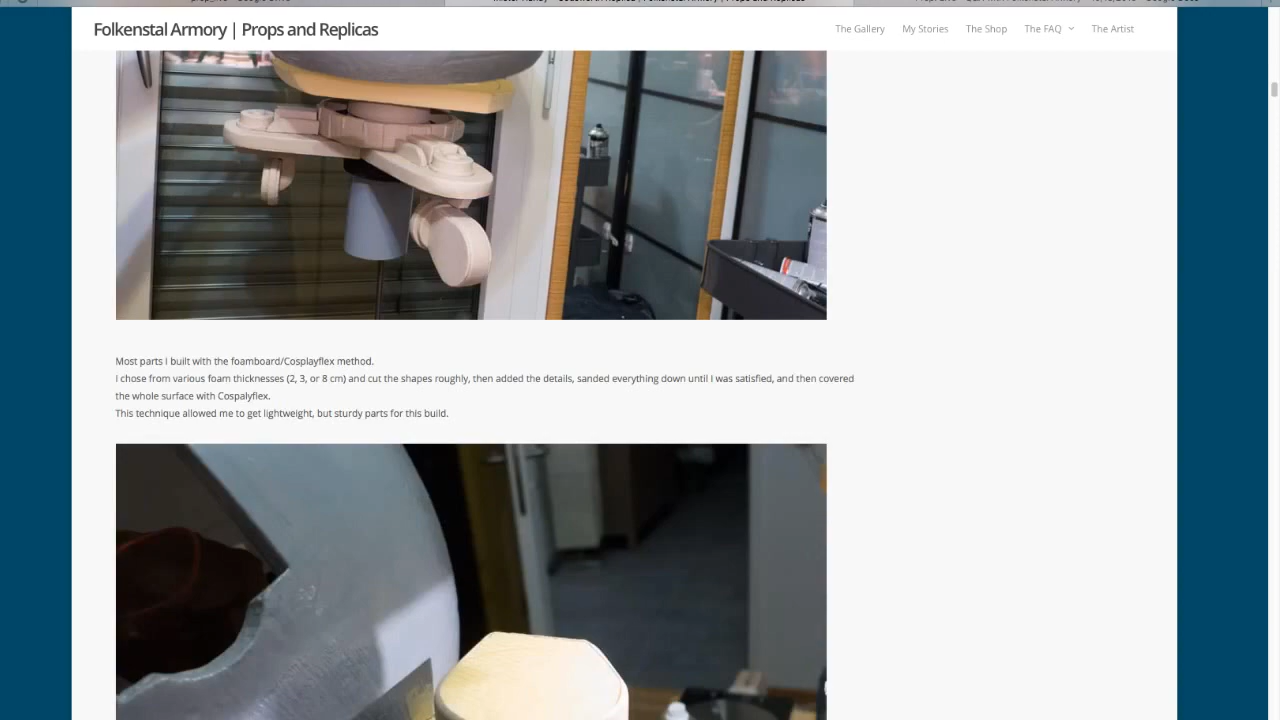 Folkenstal Armory | Props and Replicas
The Gallery
My Stories
The Shop
The FAQ
The Artist
Most parts I built with the foamboard/Cosplayflex method.
I chose from various foam thicknesses (2, 3, or 8 cm) and cut the shapes roughly, then added the details, sanded everything down until I was satisfied, and then covered
the whole surface with Cospalyflex.
This technique allowed me to get lightweight, but sturdy parts for this build.